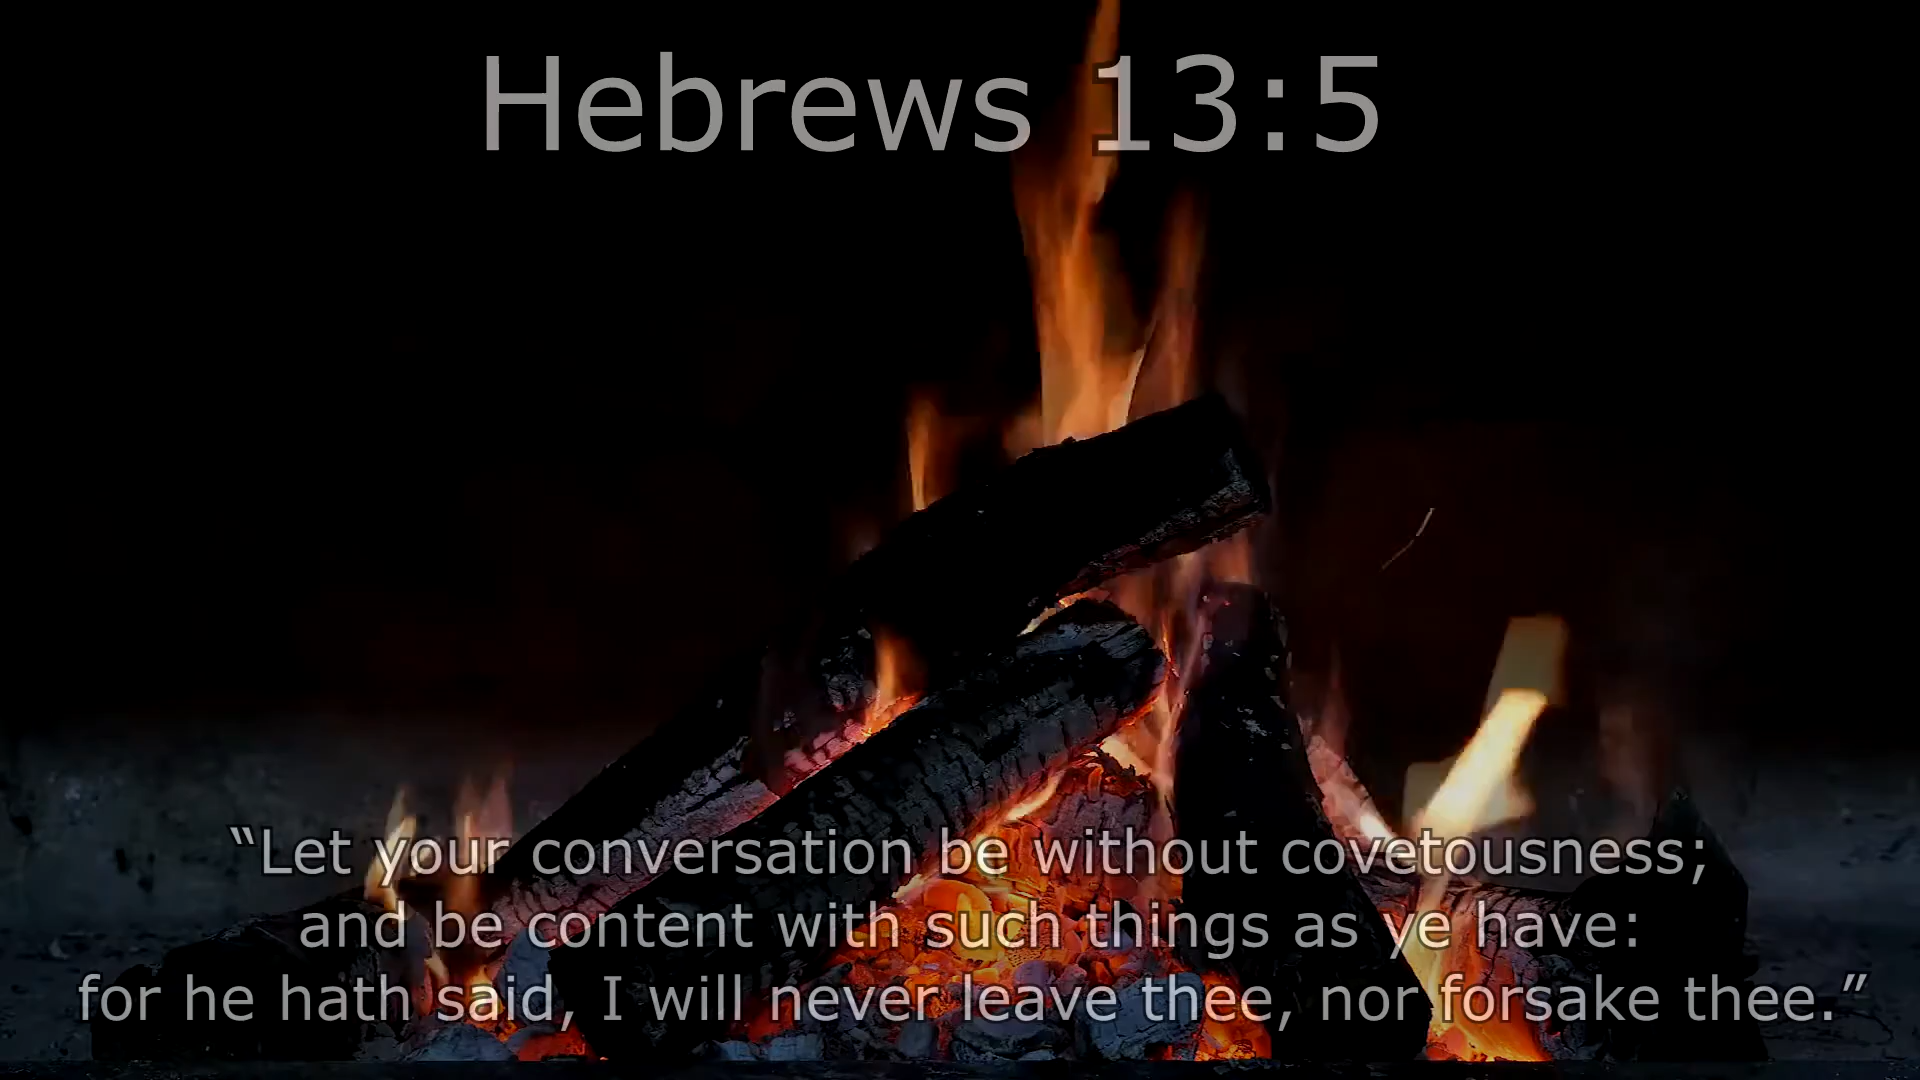 Hebrews 13:5
“Let your conversation be without covetousness;
and be content with such things as ye have:
for he hath said, I will never leave thee, nor forsake thee.”